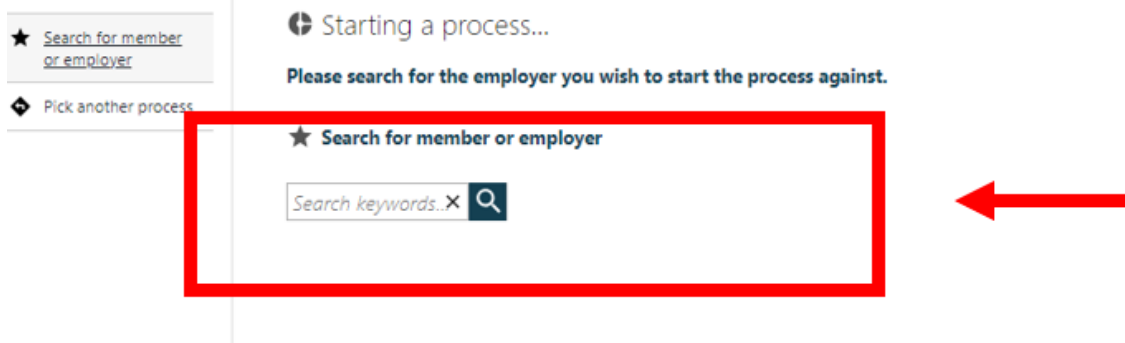 Search for member
or employer
Pick another process
Starting a process...
Please search for the employer you wish to start the process against.
Search for member or employer
Search keywords..